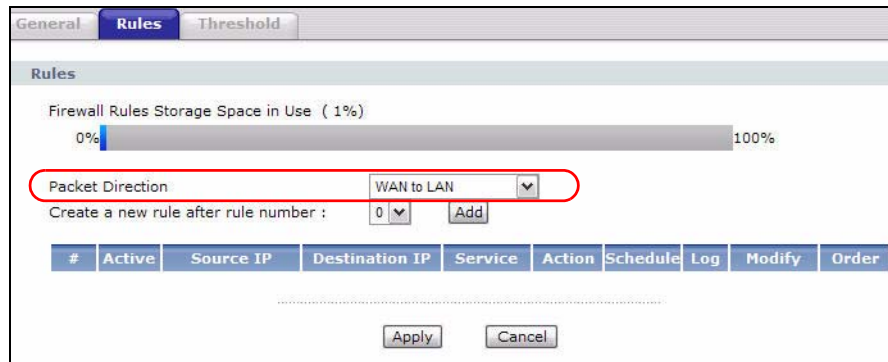 General Rules Threshold
Rules
Firewall Rules Storage Space in Use ( 1%)
0% 100%
Packet Direction WAN to LAN
Create a new rule after rule number : 0 Add
# Active Source IP Destination IP Service Action Schedule Log Modify Order
Apply Cancel